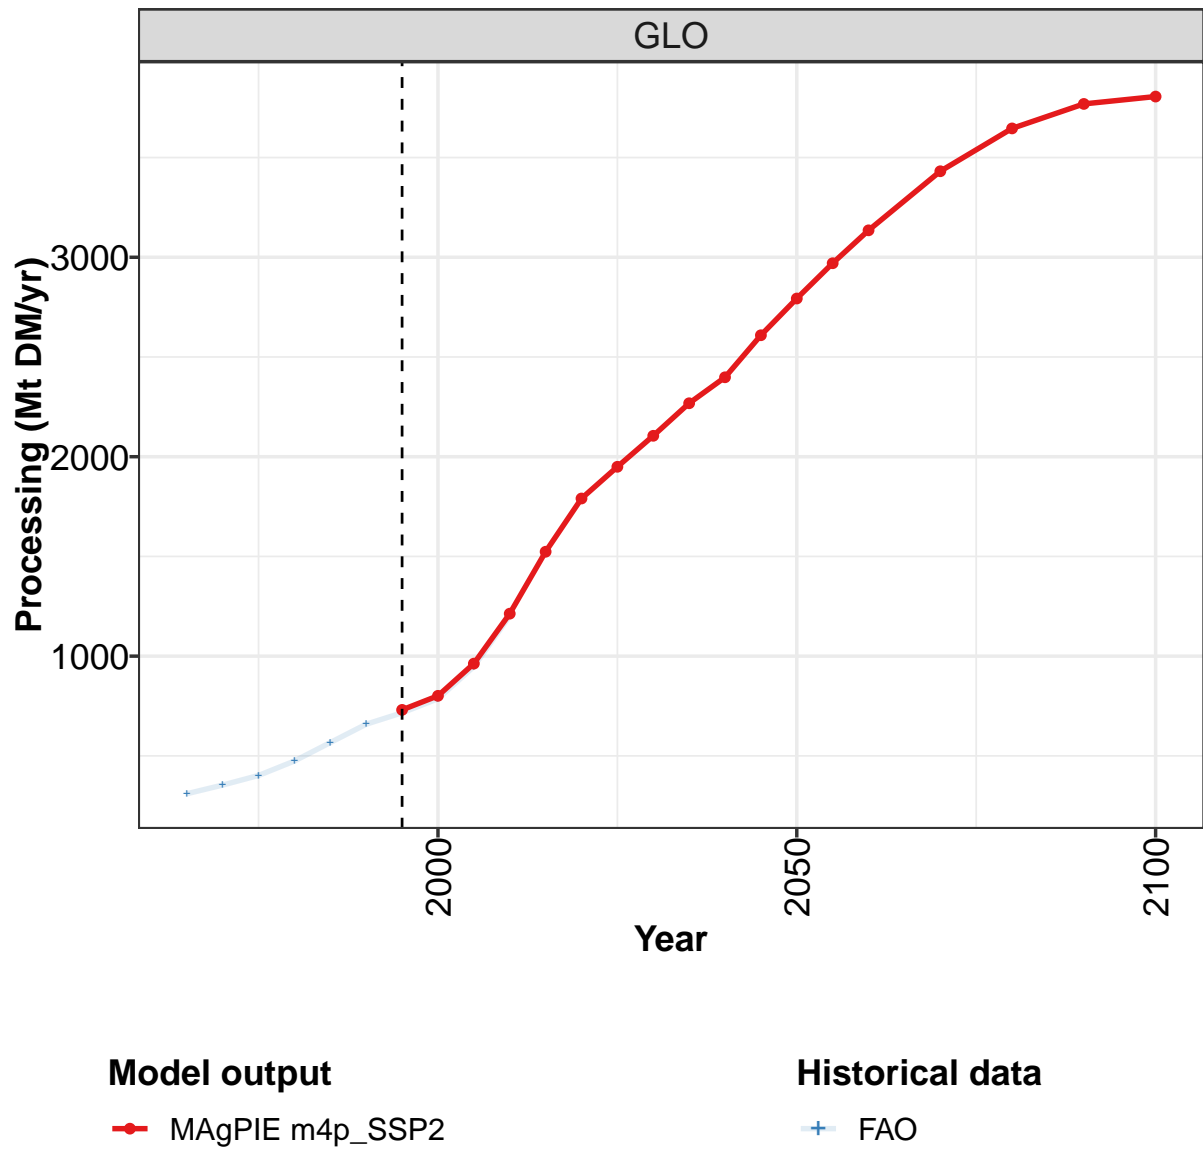 GLO
Processing (Mt DM/yr)
3000
2000
1000
2000
2050
2100
Year
Model output
Historical data
MAgPIE m4p_SSP2
FAO